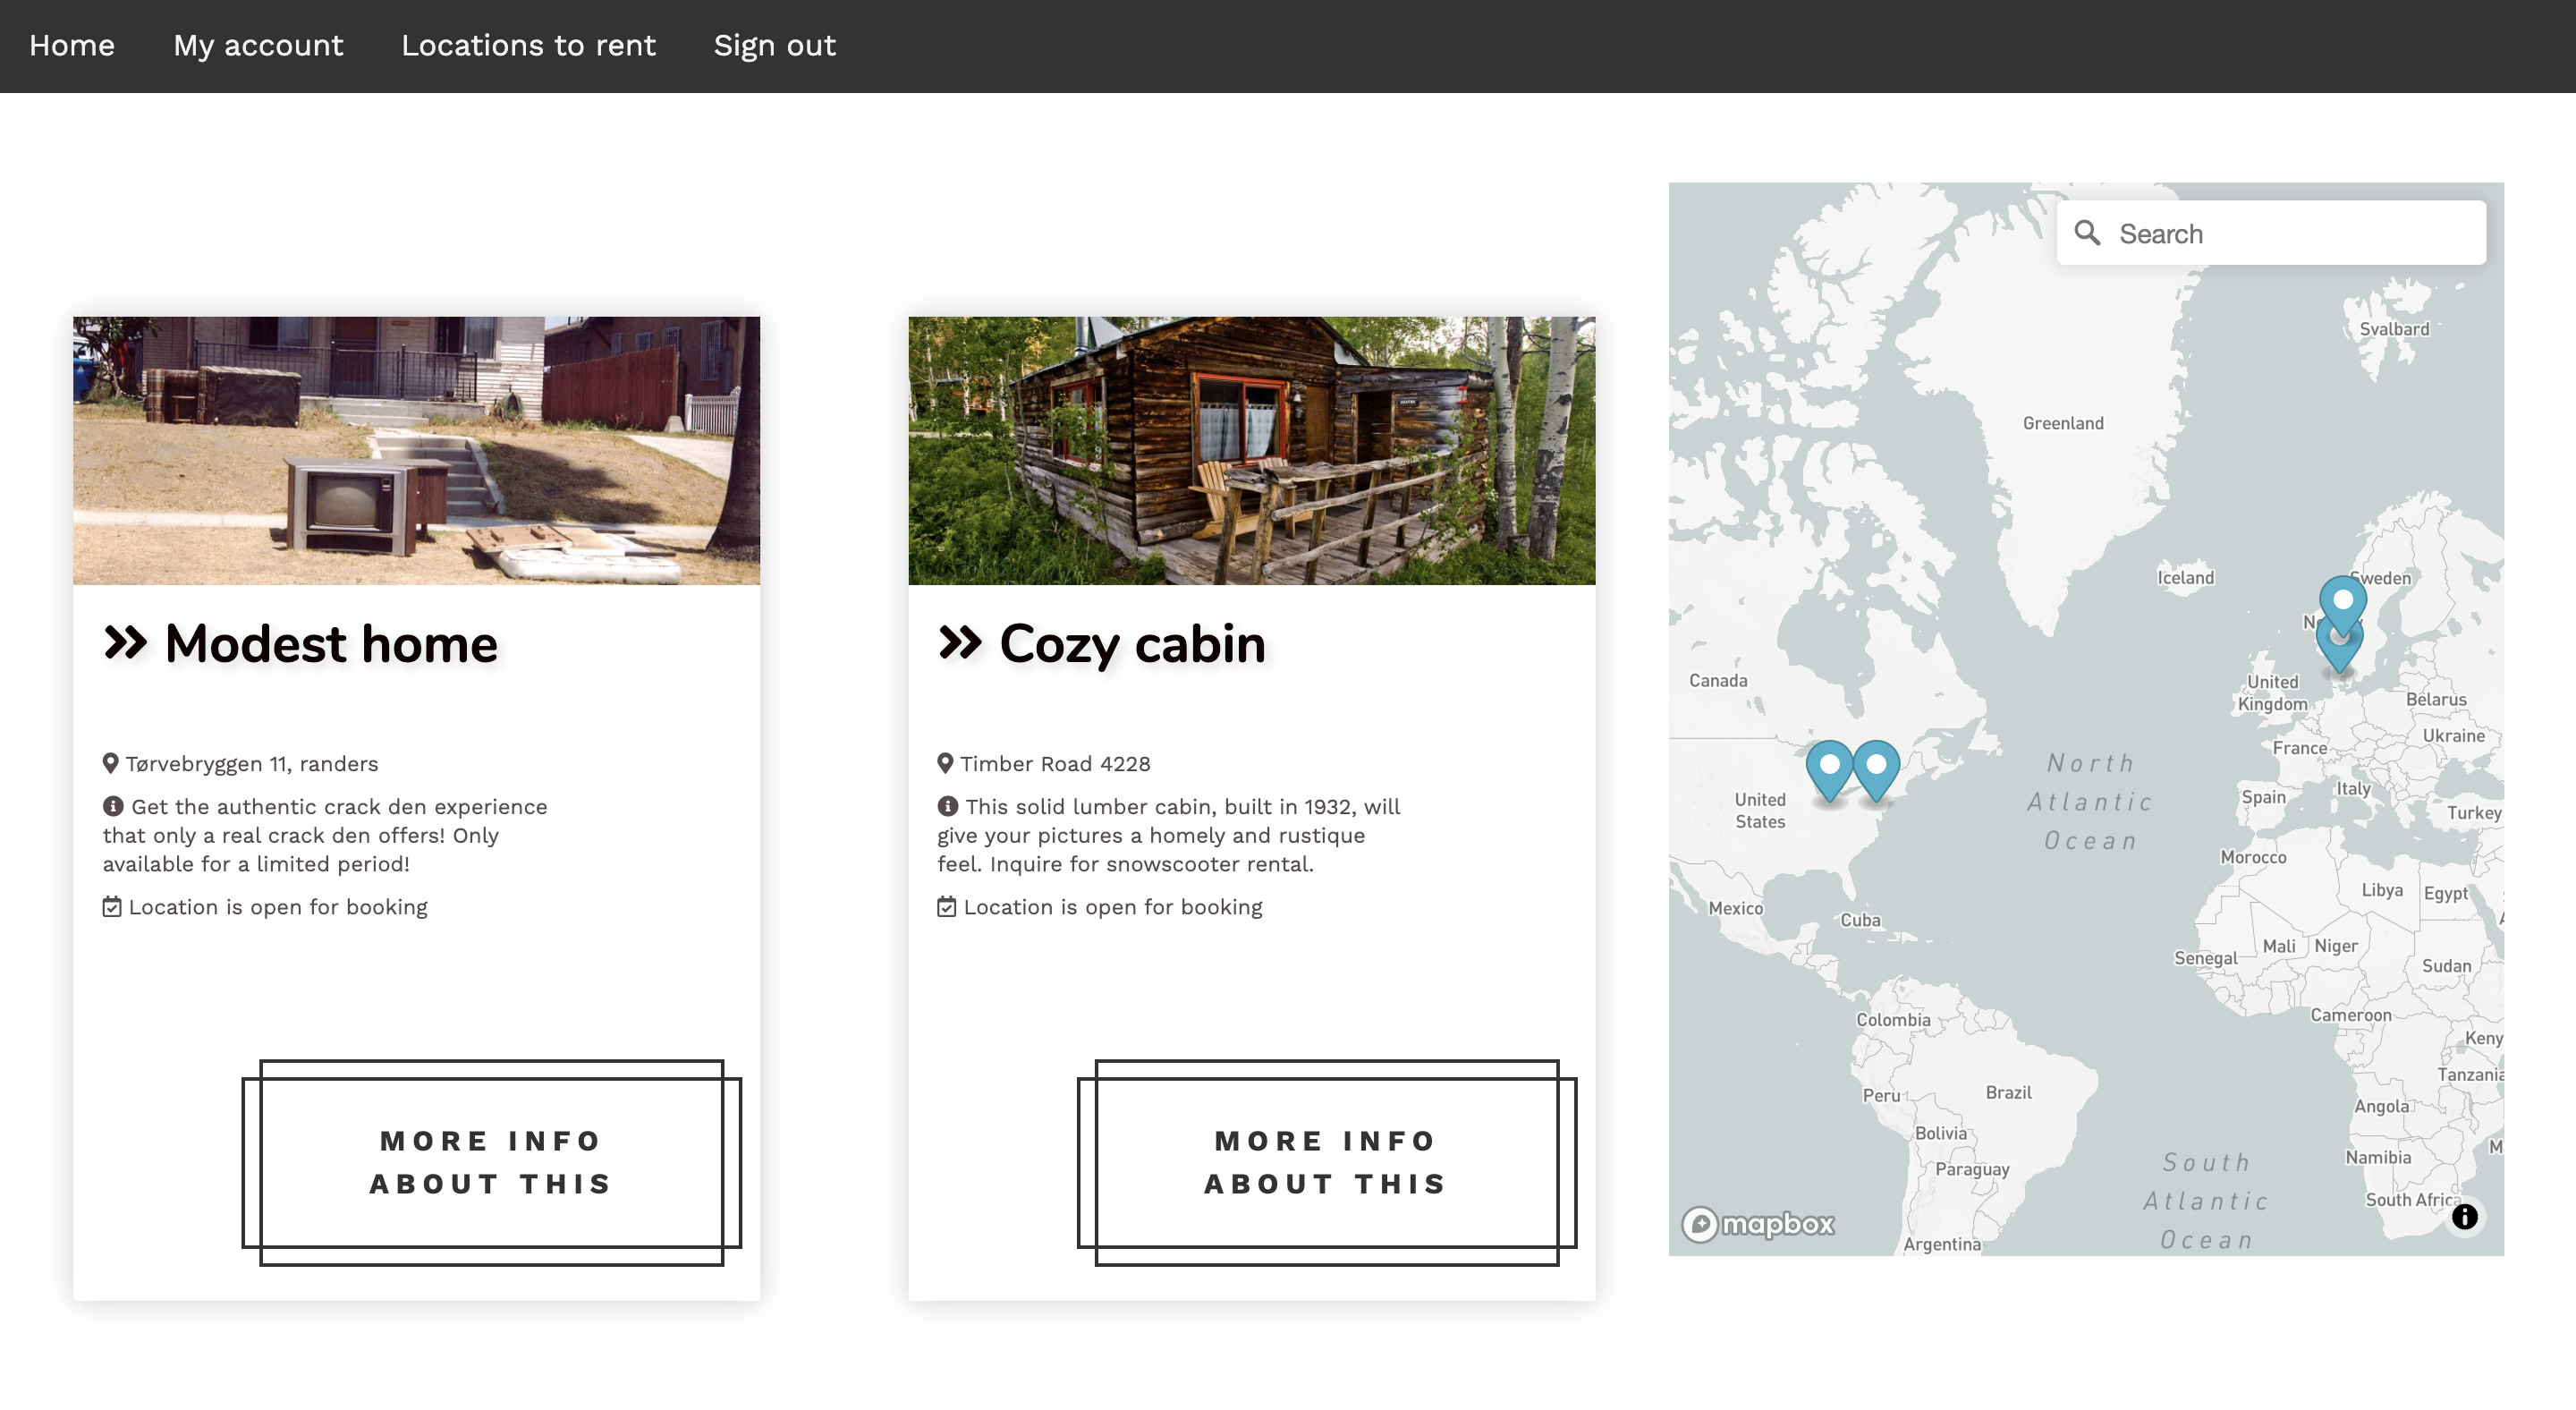 Home My account Locations to rent Sign out
Modest home
Tørvebryggen 11, randers
Get the authentic crack den experience
that only a real crack den offers! Only
available for a limited period!
Location is open for booking
MORE INFO
ABOUT THIS
Cozy cabin
Timber Road 4228
This solid lumber cabin, built in 1932, will
give your pictures a homely and rustique
feel. Inquire for snowscooter rental.
Location is open for booking
MORE INFO
ABOUT THIS
Search
Svalbard
Greenland
Iceland
Sweden
Canada
United
Kingdom
Belarus
Ukraine
France
North
Atlantic
Ocean
United
States
Spain
Italy
Turkey
Morocco
Libya
Egypt
Mexico
Cuba
Mali
Niger
Senegal
Sudan
Cameroon
Colombia
Keny
Tanzania
Peru
Brazil
Angola
Bolivia
Namibia
M
Paraguay
South
Atlantic
Ocean
South Africa
mapbox
Argentina